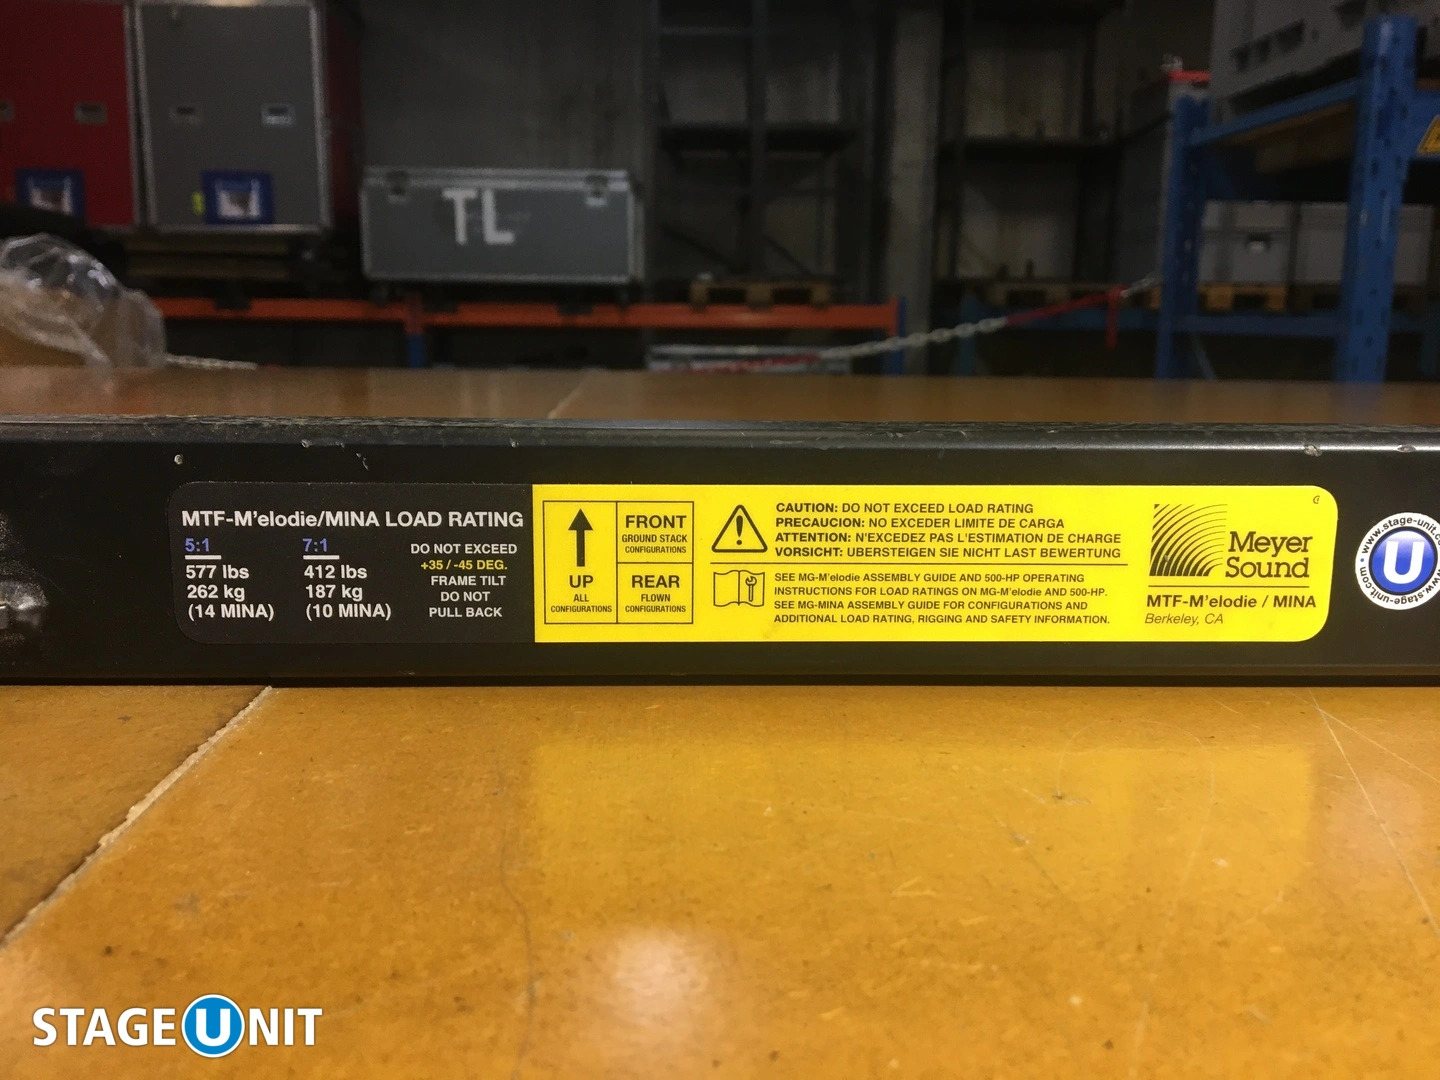 TL
MTF-M'elodie/MINA LOAD RATING
5:1
577 lbs
262 kg
(14 MINA)
7:1
412 lbs
187 kg
(10 MINA)
DO NOT EXCEED
+35 / -45 DEG.
FRAME TILT
DO NOT
PULL BACK
UP
ALL
CONFIGURATIONS
FRONT
GROUND STACK
CONFIGURATIONS
REAR
FLOWN
CONFIGURATIONS
CAUTION: DO NOT EXCEED LOAD RATING
PRECAUCION: NO EXCEDER LIMITE DE CARGA
ATTENTION: N'EXCEDEZ PAS L'ESTIMATION DE CHARGE
VORSICHT: UBERSTEIGEN SIE NICHT LAST BEWERTUNG
SEE MG-M'elodie ASSEMBLY GUIDE AND 500-HP OPERATING
INSTRUCTIONS FOR LOAD RATINGS ON MG-M'elodie AND 500-HP.
SEE MG-MINA ASSEMBLY GUIDE FOR CONFIGURATIONS AND
ADDITIONAL LOAD RATING, RIGGING AND SAFETY INFORMATION.
Meyer
Sound
MTF-M'elodie / MINA
Berkeley, CA
www.stage-unit.com
U
www.stage-unit.com
STAGE UNIT